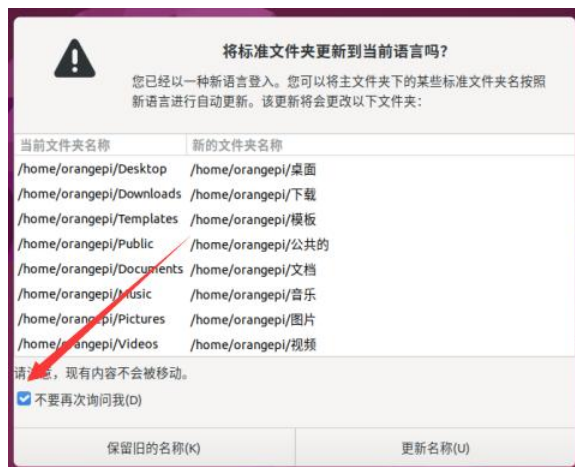 将标准文件夹更新到当前语言吗?
您已经以一种新语言登入。您可以将主文件夹下的某些标准文件夹名按照
新语言进行自动更新。该更新将会更改以下文件夹：
当前文件夹名称 新的文件夹名称
/home/orangepi/Desktop /home/orangepi/桌面
/home/orangepi/Downloads /home/orangepi/下载
/home/orangepi/Templates /home/orangepi/模板
/home/orangepi/Public /home/orangepi/公共的
/home/orangepi/Documents /home/orangepi/文档
/home/orangepi/Music /home/orangepi/音乐
/home/orangepi/Pictures /home/orangepi/图片
/home/orangepi/Videos /home/orangepi/视频
请注意，现有内容不会被移动。
不要再次询问我(D)
保留旧的名称(K) 更新名称(U)